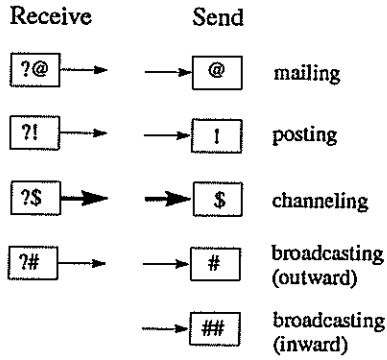 Receive Send
?@ @ mailing
?! ! posting
?$ $ channeling
?# # broadcasting
(outward)
## broadcasting
(inward)